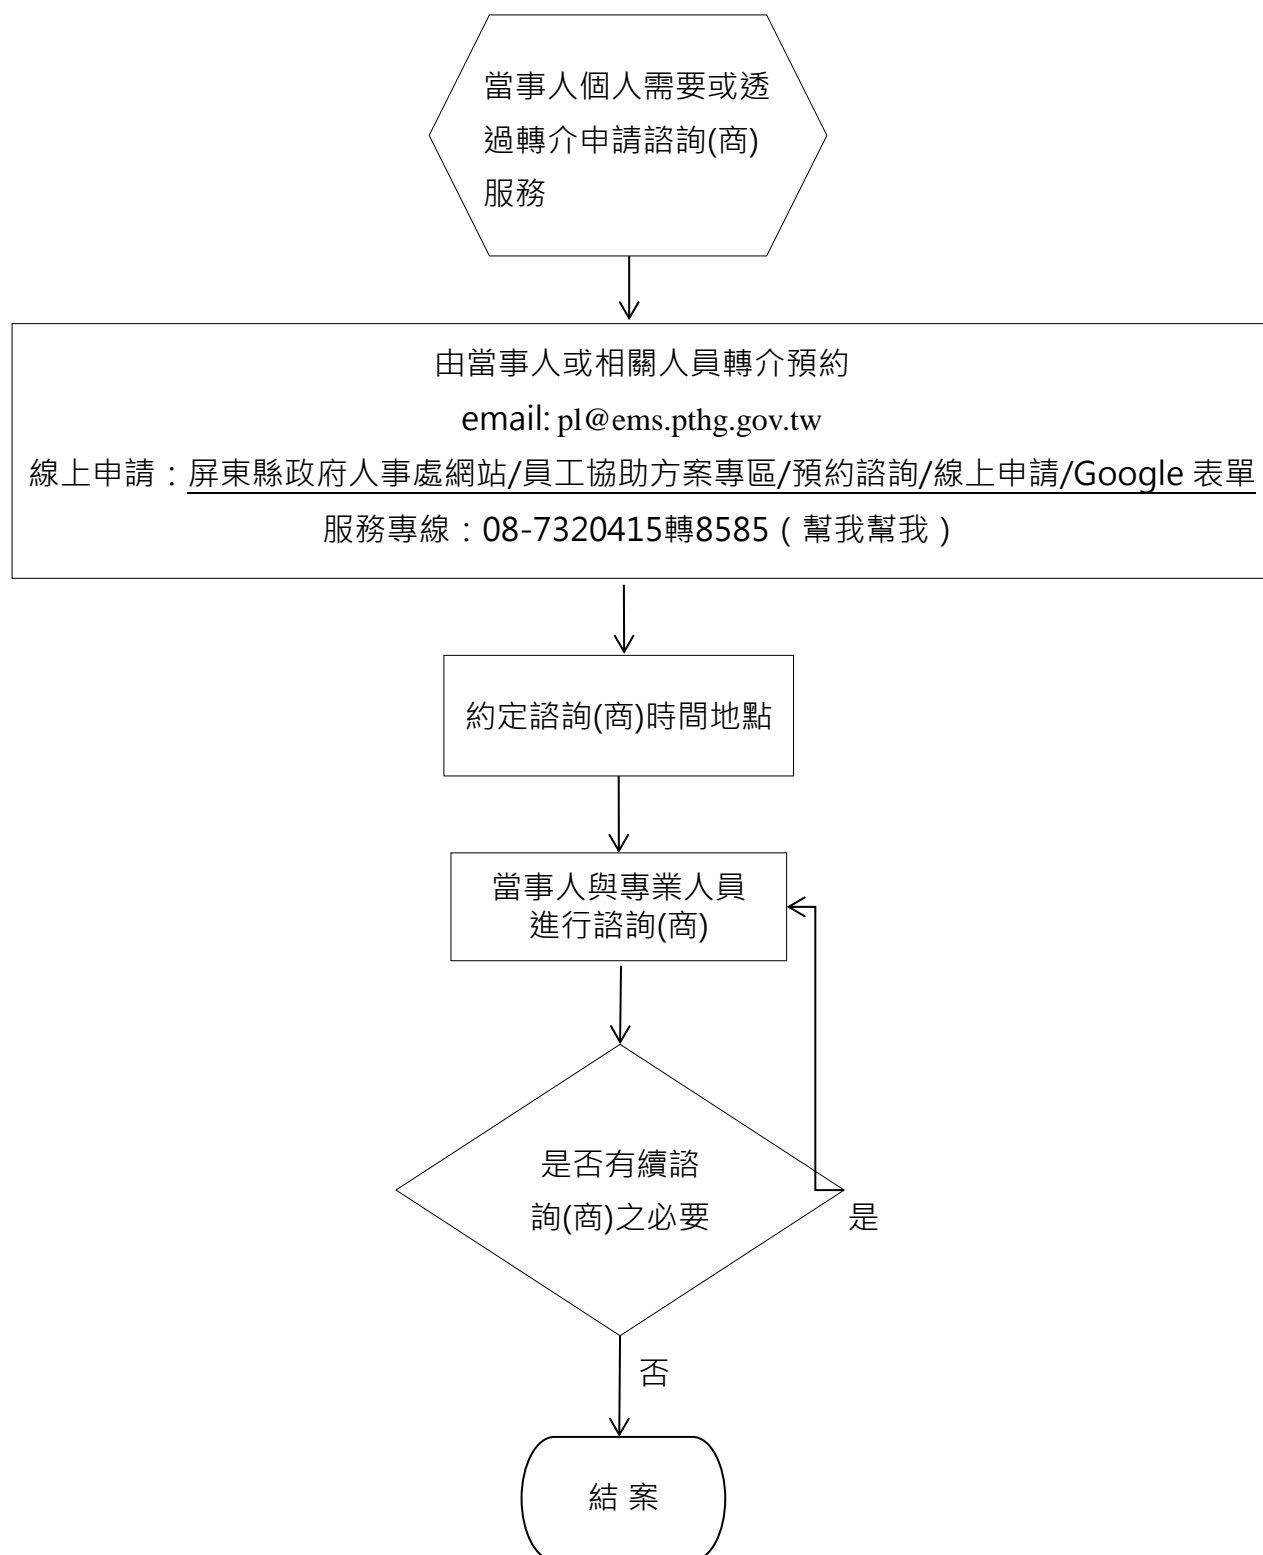 當事人個人需要或透
過轉介申請諮詢(商)
服務
由當事人或相關人員轉介預約
email: pl@ems.pthg.gov.tw
線上申請：屏東縣政府人事處網站/員工協助方案專區/預約諮詢/線上申請/Google 表單
服務專線：08-7320415轉8585（幫我幫我）
約定諮詢(商)時間地點
當事人與專業人員
進行諮詢(商)
是否有續諮
詢(商)之必要
是
否
結 案